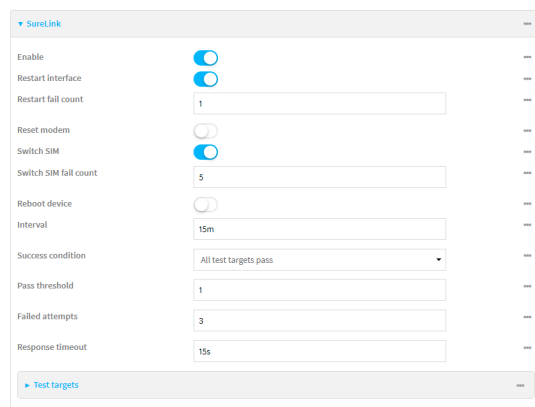 SureLink
Enable
Restart interface
Restart fail count
1
Reset modem
Switch SIM
Switch SIM fail count
5
Reboot device
Interval
15m
Success condition
All test targets pass
Pass threshold
1
Failed attempts
3
Response timeout
15s
Test targets